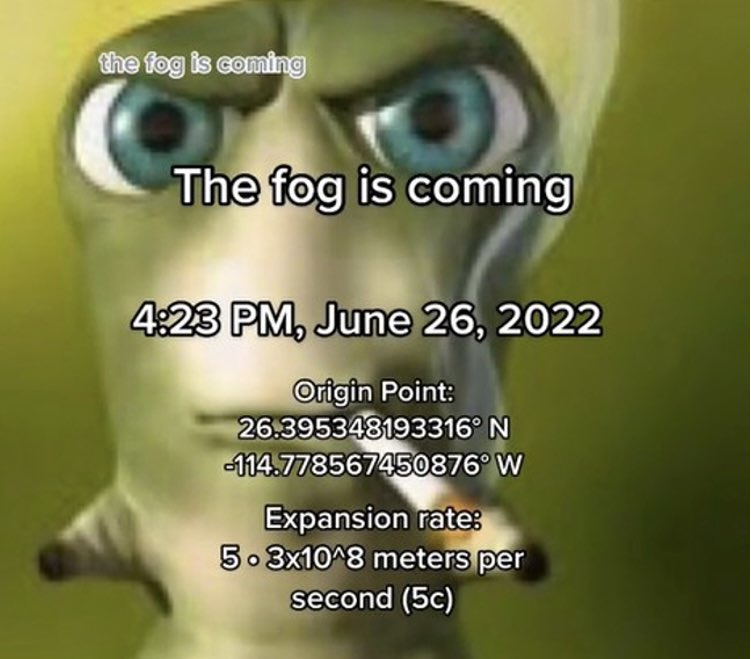 the fog is coming
The fog is coming
4:23 PM, June 26, 2022
Origin Point:
26.395348193316° N
-114.778567450876° W
Expansion rate:
5 • 3x10^8 meters per
second (5c)